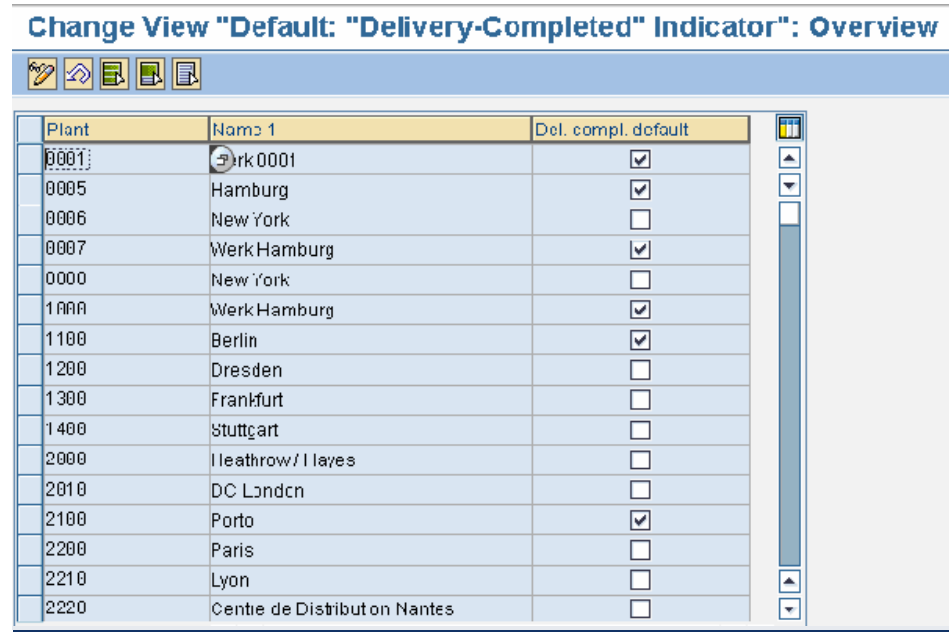 Change View "Default: "Delivery-Completed" Indicator": Overview
Plant Name 1 Del. compl. default
0001 erk 0001
0005 Hamburg
0006 New York
0007 Werk Hamburg
New York
1000 Werk Hamburg
1100 Berlin
1200 Dresden
1300 Frankfurt
1400 Stuttgart
2000 Heathrow / Hayes
2010 DC London
2100 Porto
2200 Paris
2210 Lyon
2220 Centre de Distribution Nantes